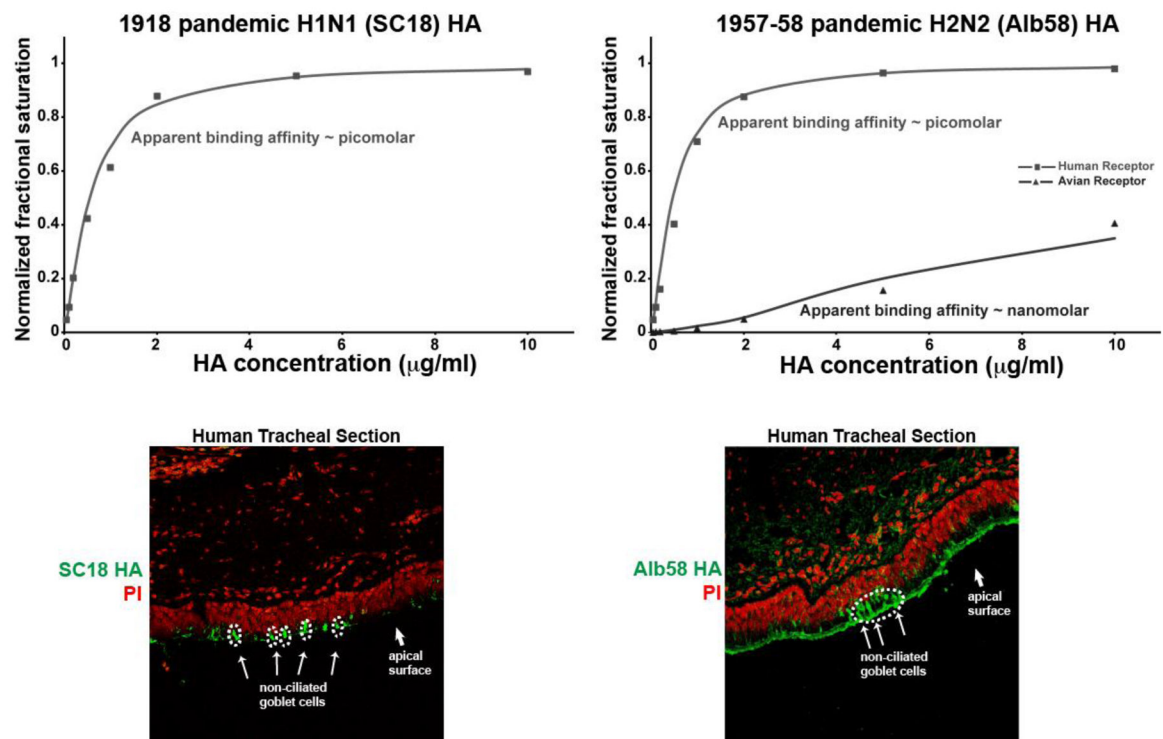 1918 pandemic H1N1 (SC18) HA
Normalized fractional saturation
1
0.8
0.6
0.4
0.2
0
Apparent binding affinity ~ picomolar
0 2 4 6 8 10
HA concentration (μg/ml)
1957-58 pandemic H2N2 (Alb58) HA
Normalized fractional saturation
1
0.8
0.6
0.4
0.2
0
Apparent binding affinity ~ picomolar
Human Receptor
Avian Receptor
Apparent binding affinity ~ nanomolar
0 2 4 6 8 10
HA concentration (μg/ml)
Human Tracheal Section
SC18 HA
PI
apical
surface
non-ciliated
goblet cells
Human Tracheal Section
Alb58 HA
PI
apical
surface
non-ciliated
goblet cells